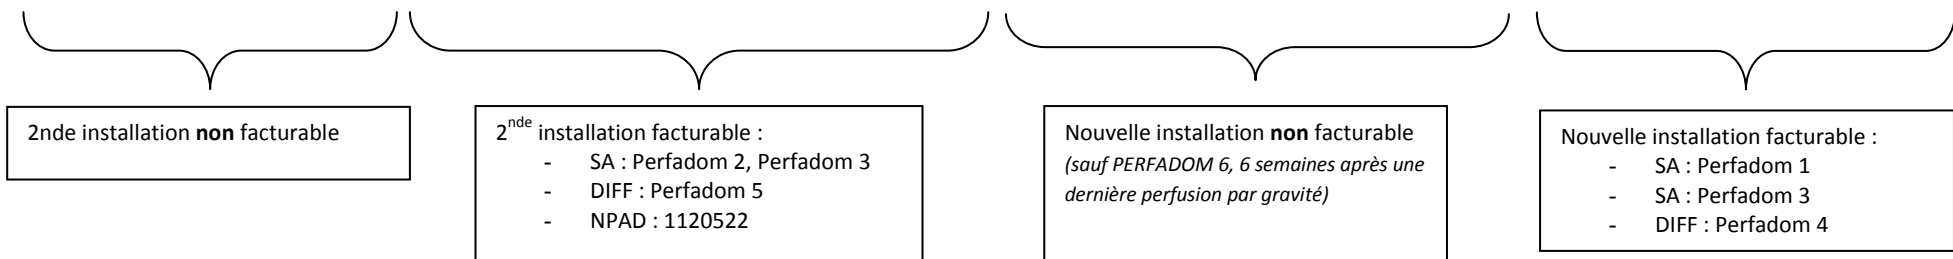 2nde installation non facturable
2nde installation facturable :
- SA : Perfadom 2, Perfadom 3
- DIFF : Perfadom 5
- NPAD : 1120522
Nouvelle installation non facturable
(sauf PERFADOM 6, 6 semaines après une
dernière perfusion par gravité)
Nouvelle installation facturable :
- SA : Perfadom 1
- SA : Perfadom 3
- DIFF : Perfadom 4